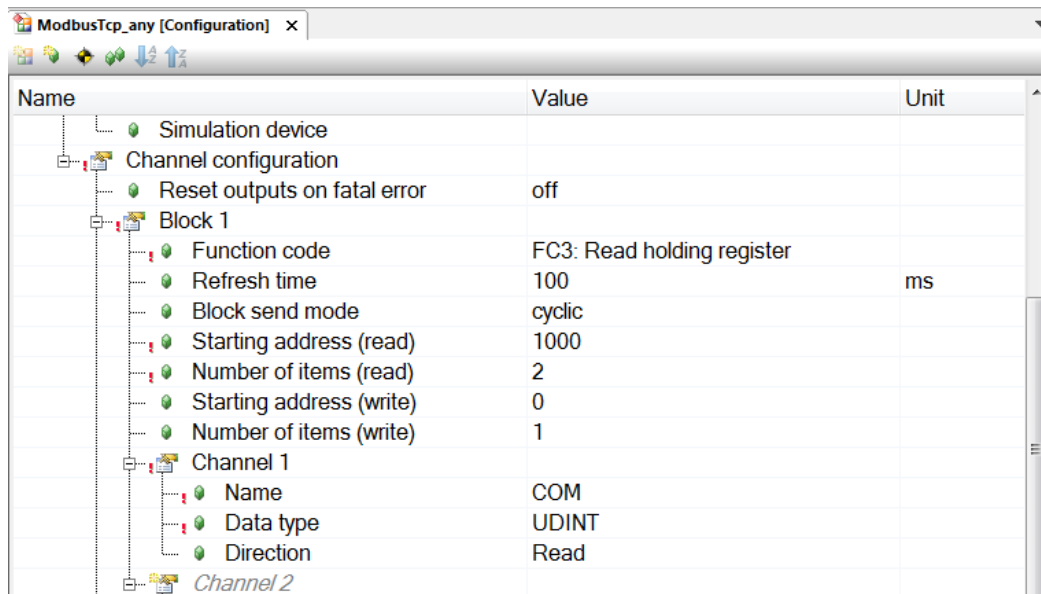 ModbusTcp_any [Configuration] X
Name Value Unit
Simulation device
Channel configuration
Reset outputs on fatal error off
Block 1
Function code FC3: Read holding register
Refresh time 100 ms
Block send mode cyclic
Starting address (read) 1000
Number of items (read) 2
Starting address (write) 0
Number of items (write) 1
Channel 1
Name COM
Data type UDINT
Direction Read
Channel 2